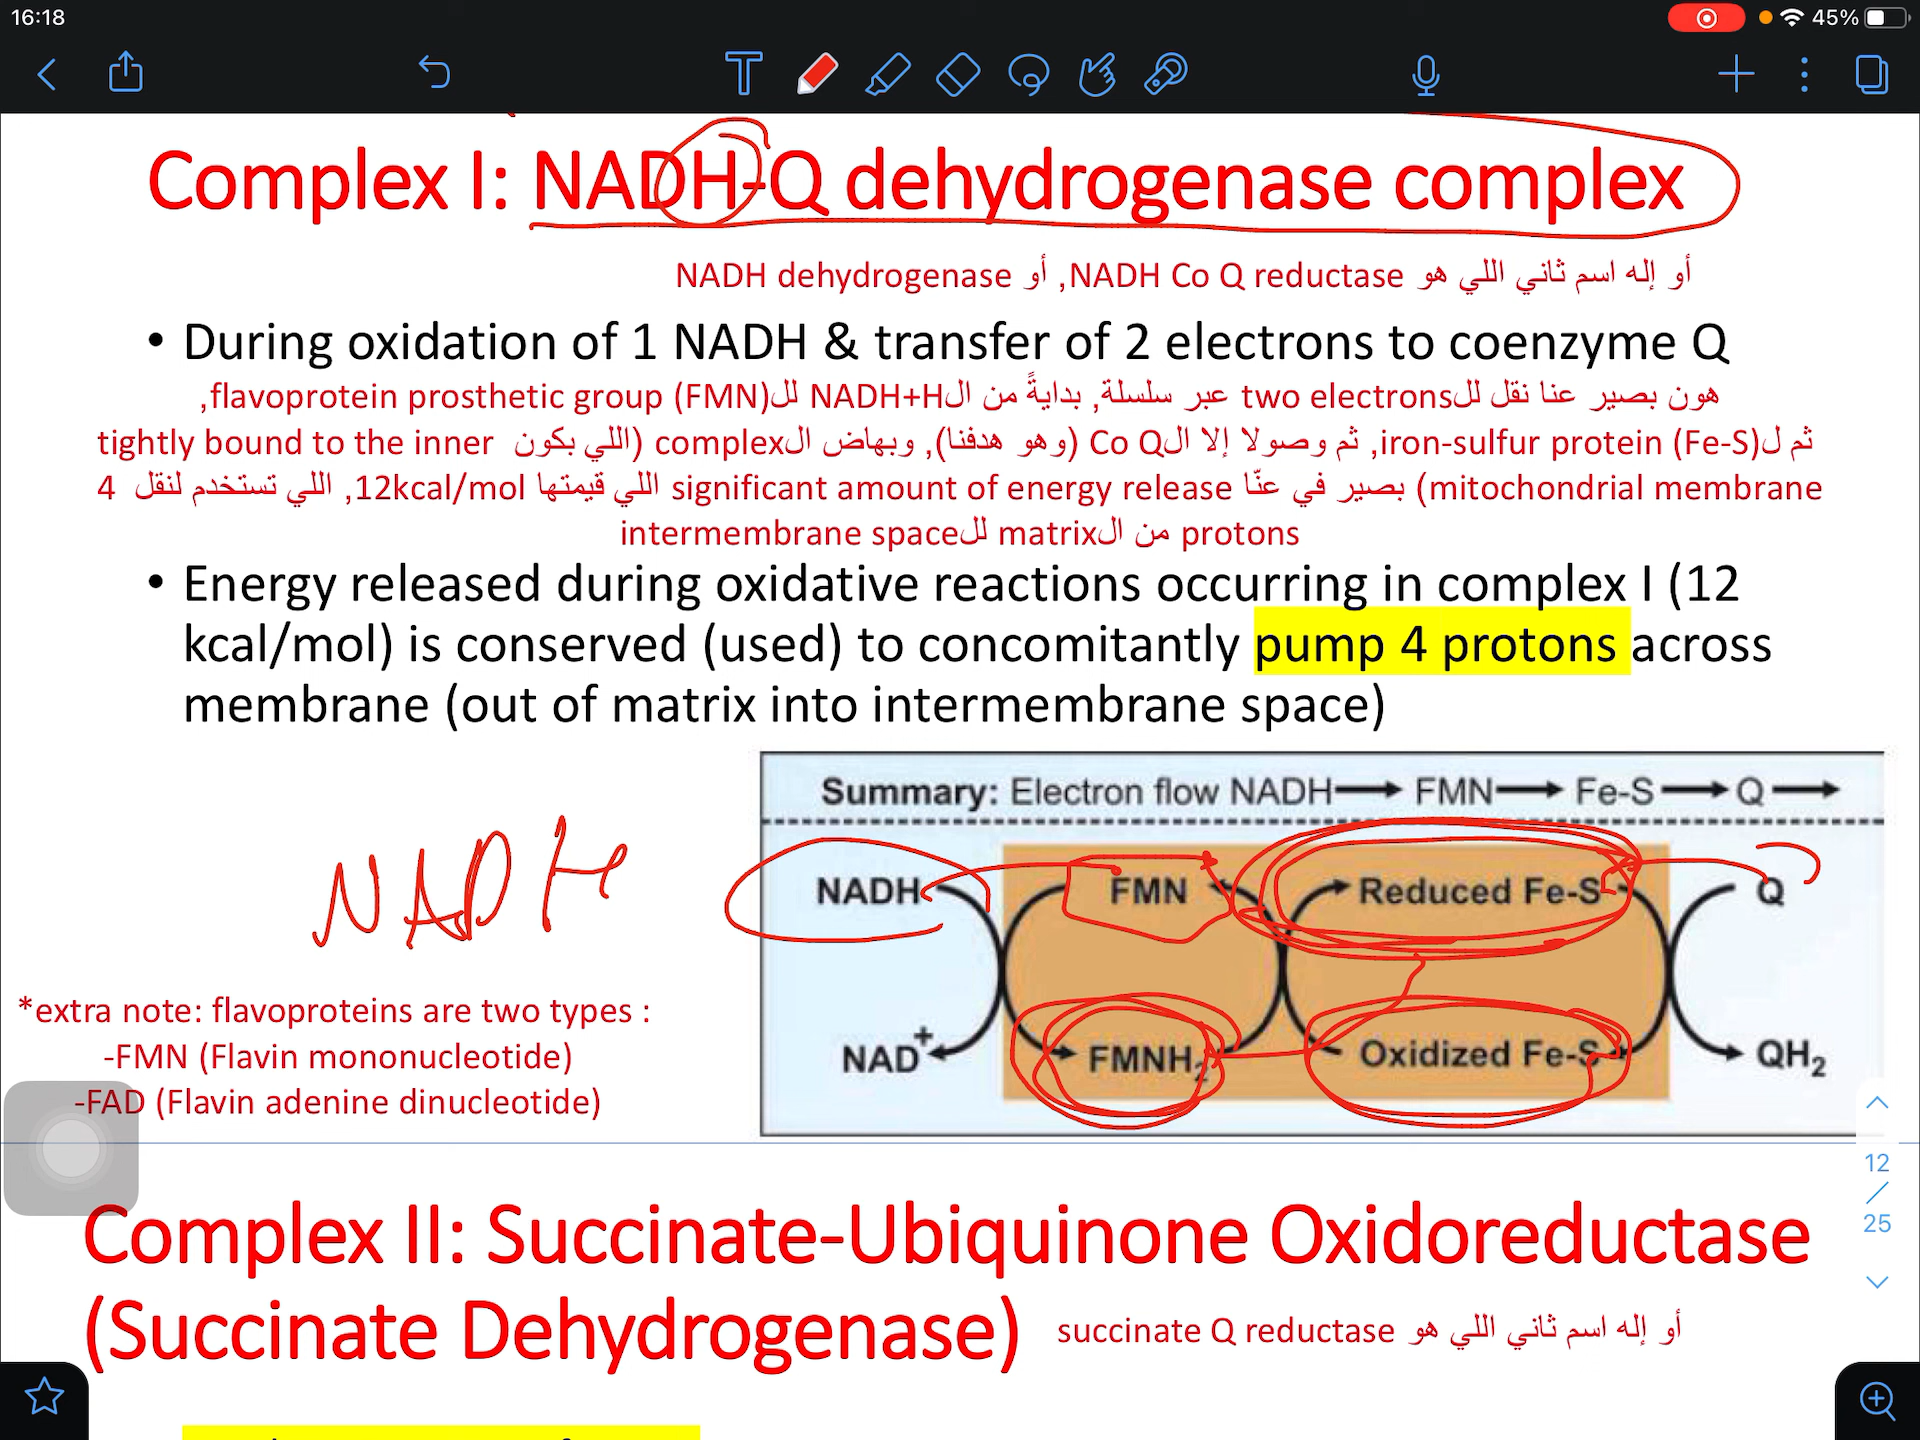 16:18
45%
Complex I: NADH-Q dehydrogenase complex
أو إله اسم ثاني اللي هو NADH Co Q reductase, أو NADH dehydrogenase
• During oxidation of 1 NADH & transfer of 2 electrons to coenzyme Q
هون بصير عنا نقل للtwo electrons عبر سلسلة, بدايةً من الNADH+H للflavoprotein prosthetic group (FMN),
ثم لiron-sulfur protein (Fe-S), ثم وصولا إلا الCo Q (وهو هدفنا), وبهاض الcomplex (اللي بكون tightly bound to the inner
mitochondrial membrane) بصير في عنّا significant amount of energy release اللي قيمتها 12kcal/mol, اللي تستخدم لنقل 4
protons من الmatrix للintermembrane space
• Energy released during oxidative reactions occurring in complex I (12
kcal/mol) is conserved (used) to concomitantly pump 4 protons across
membrane (out of matrix into intermembrane space)
Summary: Electron flow NADH→ FMN→ Fe-S→ Q→
NADH
NADH FMN Reduced Fe-S Q
NAD+ FMNH2 Oxidized Fe-S QH2
*extra note: flavoproteins are two types :
-FMN (Flavin mononucleotide)
-FAD (Flavin adenine dinucleotide)
12
/
25
Complex II: Succinate-Ubiquinone Oxidoreductase
(Succinate Dehydrogenase) أو إله اسم ثاني اللي هو succinate Q reductase